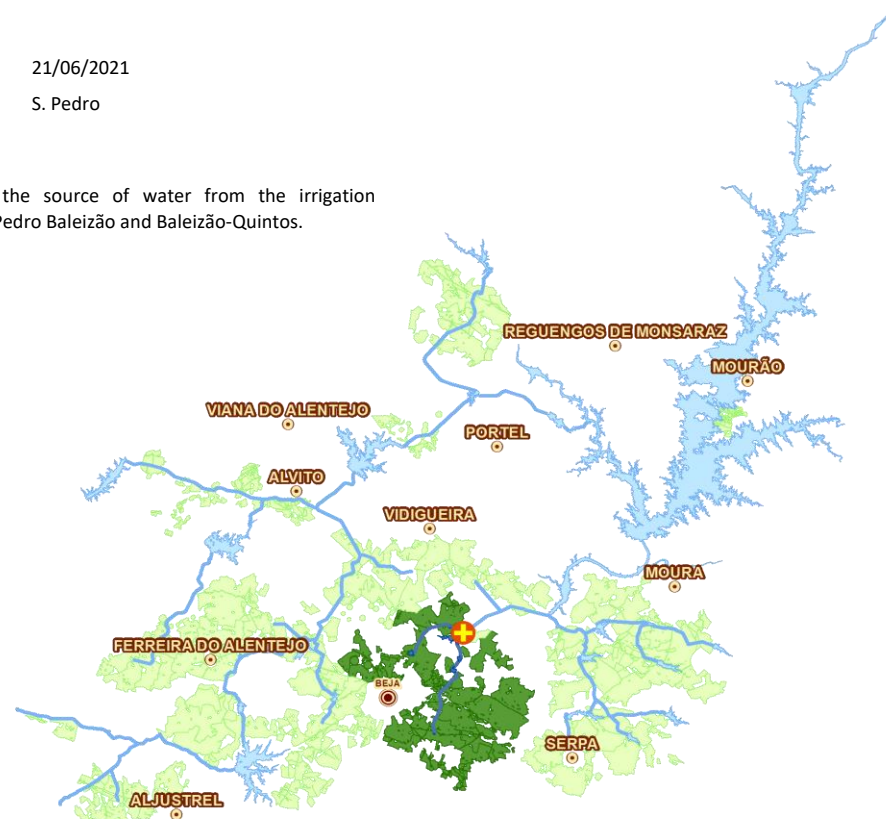 21/06/2021
S. Pedro
the source of water from the irrigation
Pedro Baleizão and Baleizão-Quintos.
REGUENGOS DE MONSARAZ
MOURÃO
VIANA DO ALENTEJO
PORTEL
ALVITO
VIDIGUEIRA
MOURA
FERREIRA DO ALENTEJO
BEJA
SERPA
ALJUSTREL